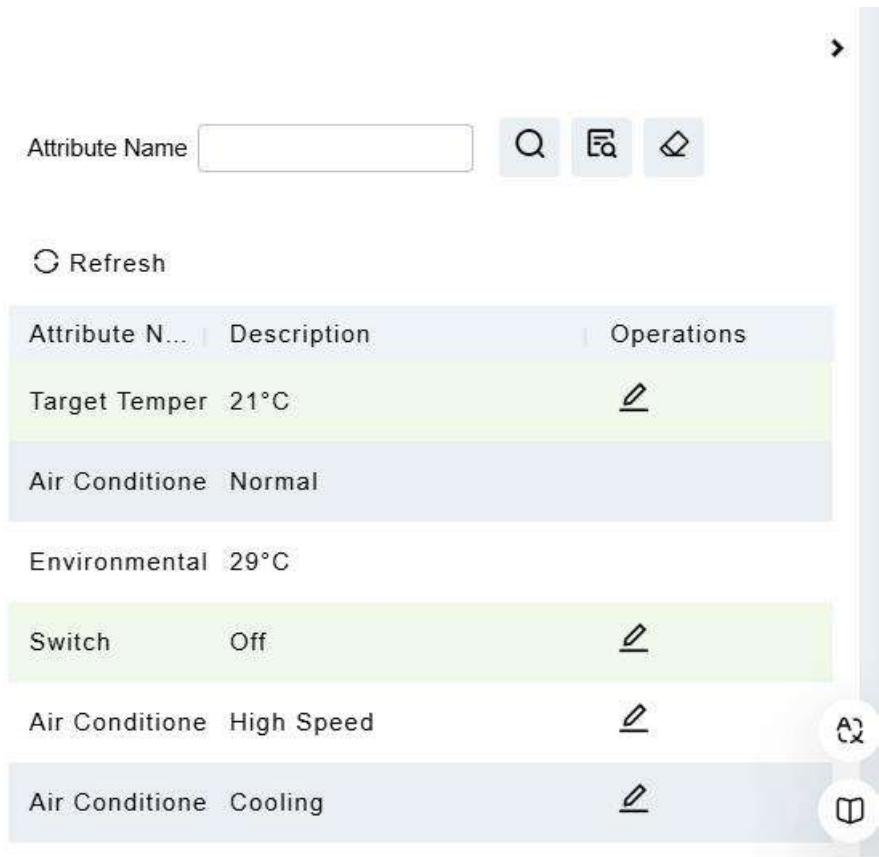 Attribute Name
Refresh
Attribute N... Description Operations
Target Temper 21°C
Air Conditione Normal
Environmental 29°C
Switch Off
Air Conditione High Speed
Air Conditione Cooling